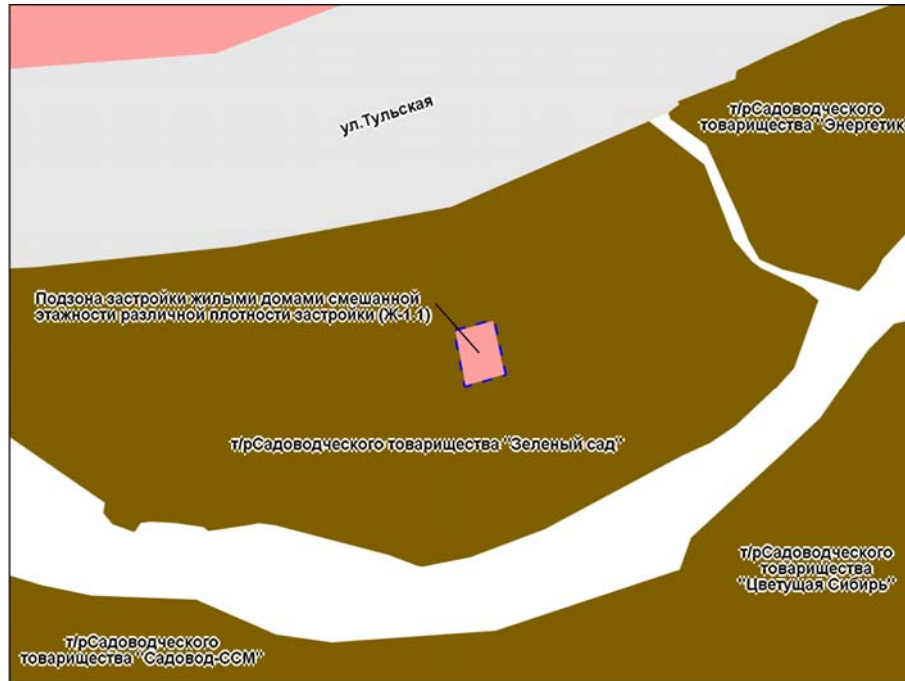 ул.Тульская
т/рСадоводческого
товарищества "Энергетик
Подзона застройки жилыми домами смешанной
этажности различной плотности застройки (Ж-1.1)
т/рСадоводческого товарищества "Зеленый сад"
т/рСадоводческого
товарищества
"Цветущая Сибирь"
т/рСадоводческого
товарищества "Садовод-ССМ"